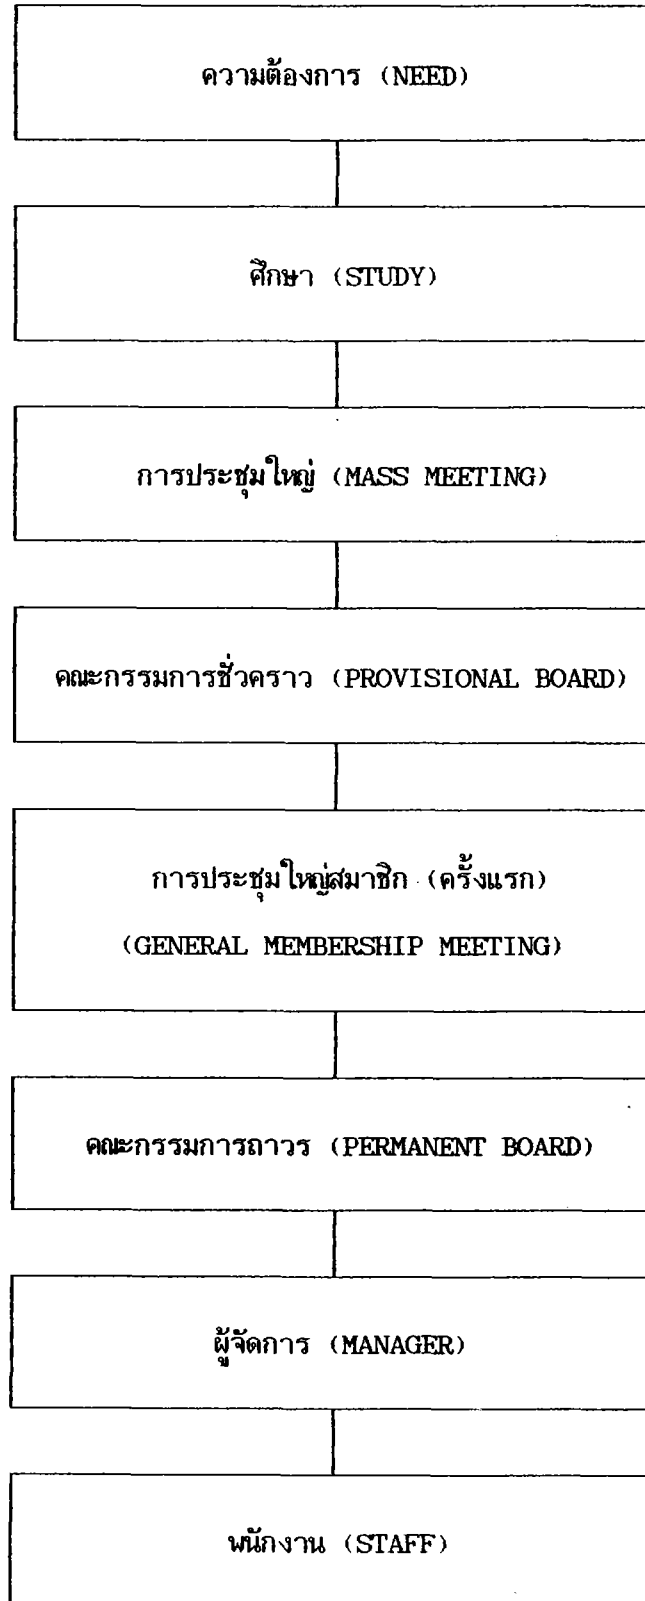 ความต้องการ (NEED)
ศึกษา (STUDY)
การประชุมใหญ่ (MASS MEETING)
คณะกรรมการชั่วคราว (PROVISIONAL BOARD)
การประชุมใหญ่สมาชิก (ครั้งแรก)
(GENERAL MEMBERSHIP MEETING)
คณะกรรมการถาวร (PERMANENT BOARD)
ผู้จัดการ (MANAGER)
พนักงาน (STAFF)